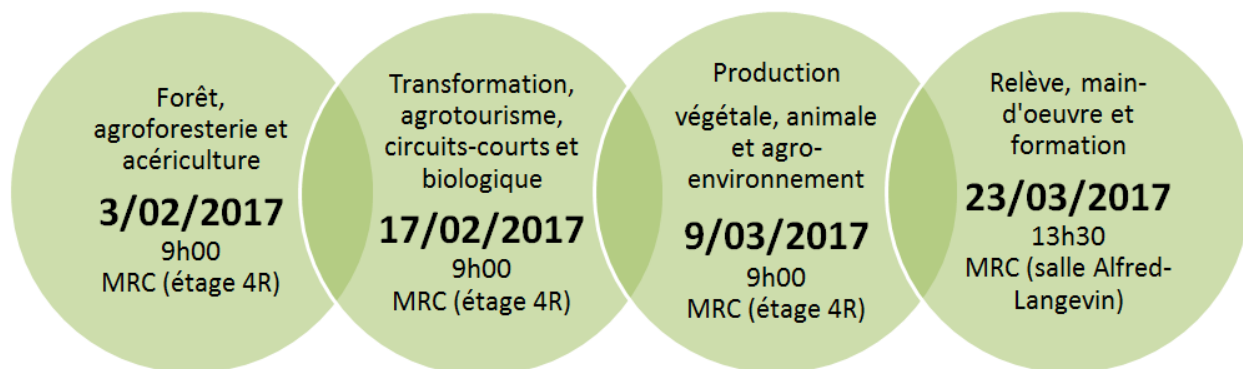 Forêt,
agroforesterie et
acériculture
3/02/2017
9h00
MRC (étage 4R)
Transformation,
agrotourisme,
circuits-courts et
biologique
17/02/2017
9h00
MRC (étage 4R)
Production
végétale, animale
et agro-
environnement
9/03/2017
9h00
MRC (étage 4R)
Relève, main-
d'oeuvre et
formation
23/03/2017
13h30
MRC (salle Alfred-
Langevin)